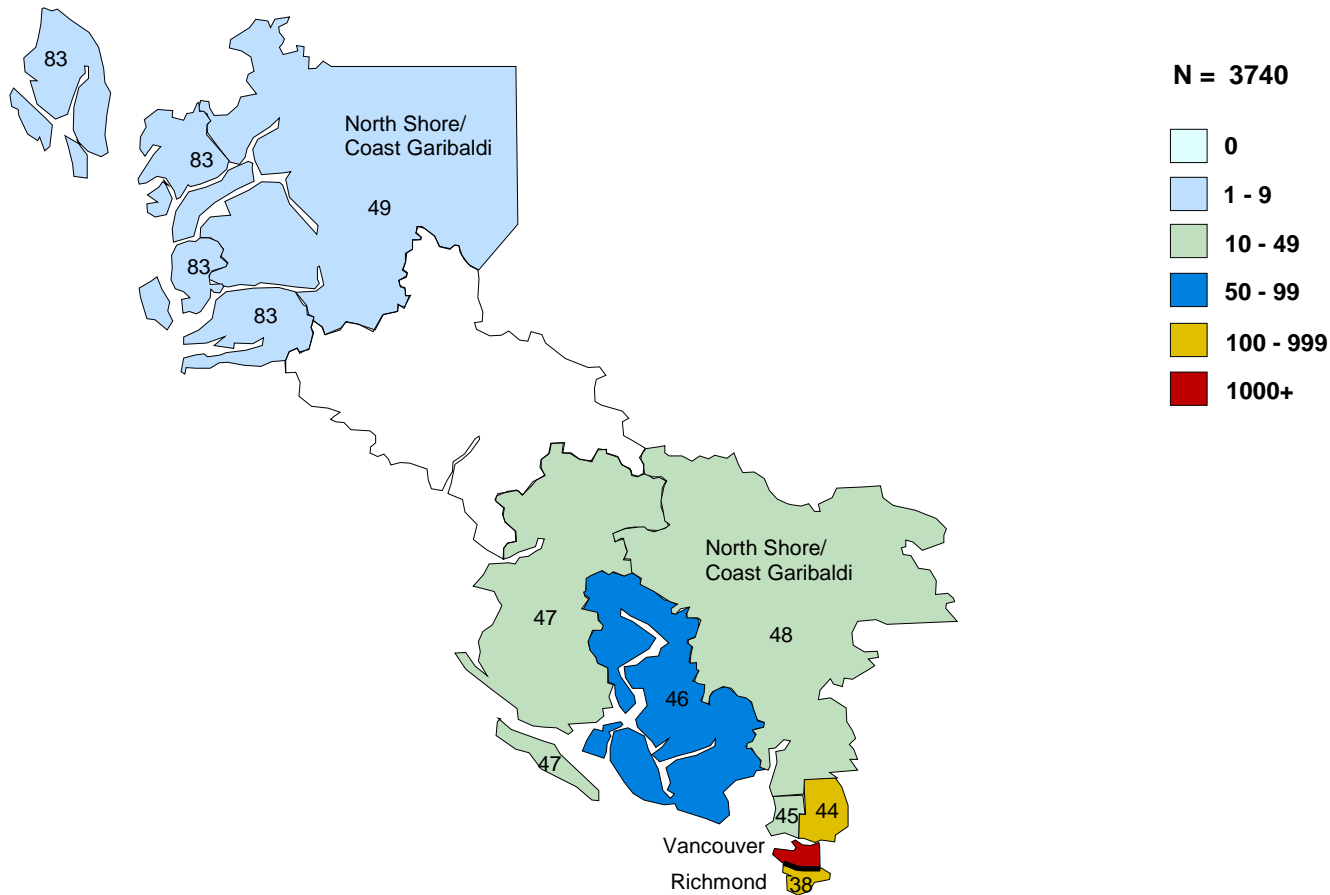 83
North Shore/
Coast Garibaldi
83
49
83
83
North Shore/
Coast Garibaldi
47
48
46
47
45
44
Vancouver
Richmond
38
N = 3740
0
1 - 9
10 - 49
50 - 99
100 - 999
1000+